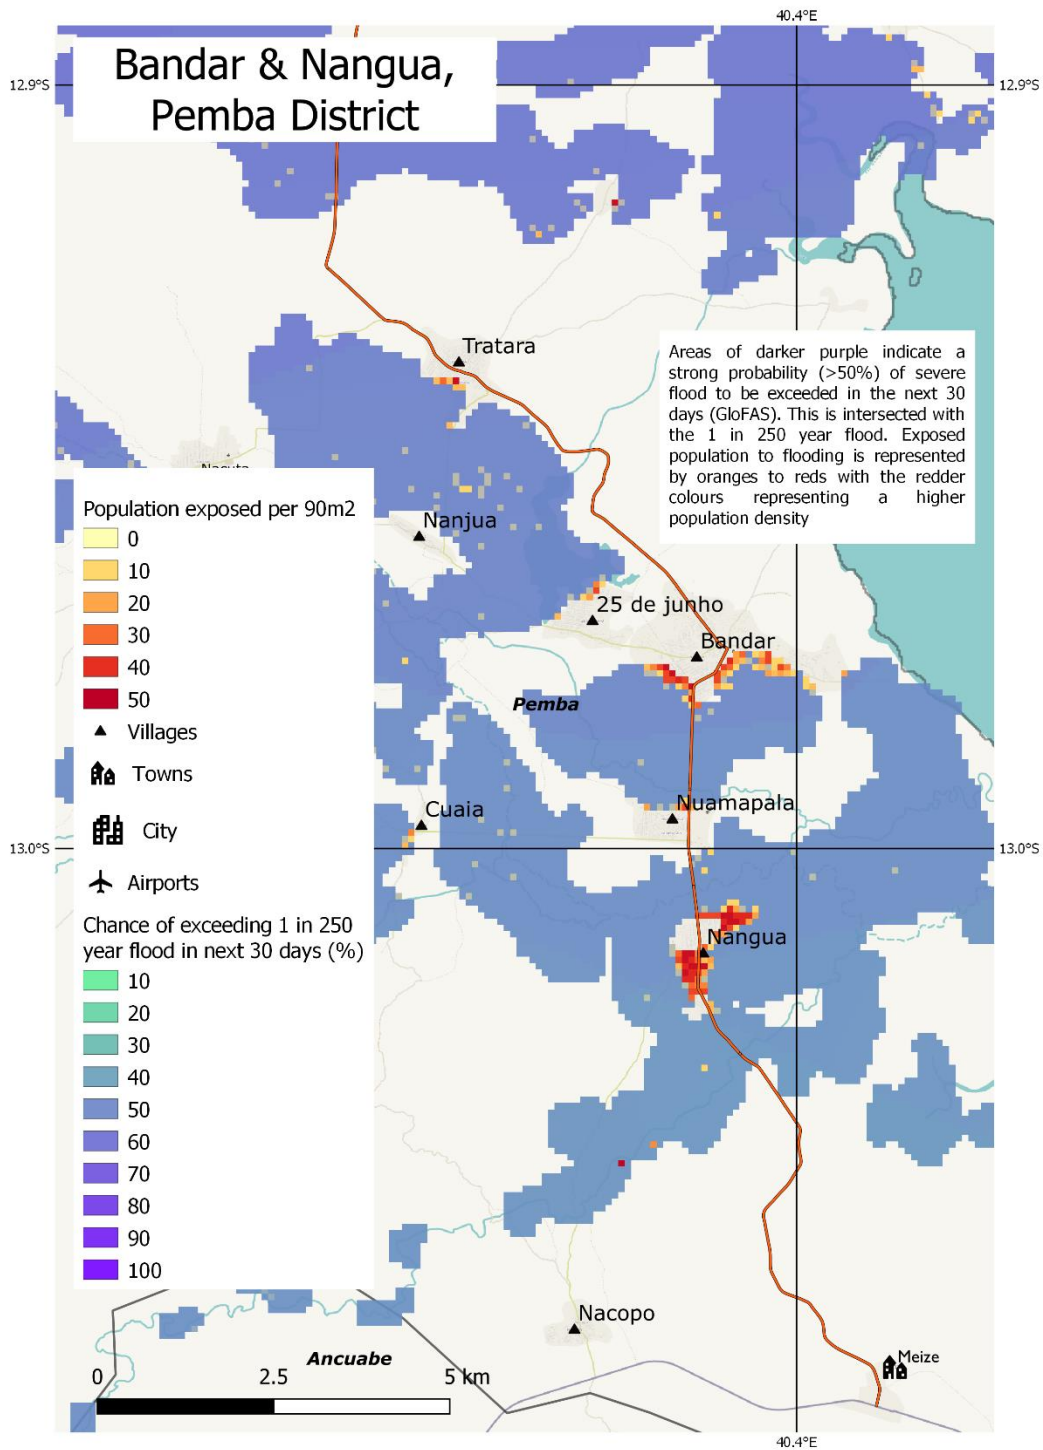 40.4°E
Bandar & Nangua,
Pemba District
12.9°S
12.9°S
Tratara
Areas of darker purple indicate a
strong probability (>50%) of severe
flood to be exceeded in the next 30
days (GloFAS). This is intersected with
the 1 in 250 year flood. Exposed
population to flooding is represented
by oranges to reds with the redder
colours representing a higher
population density
Population exposed per 90m2
0
10
20
30
40
50
Villages
Towns
City
Airports
Chance of exceeding 1 in 250
year flood in next 30 days (%)
10
20
30
40
50
60
70
80
90
100
Nanjua
25 de junho
Bandar
Pemba
Cuaia
Nuamapala
13.0°S
13.0°S
Nangua
Nacopo
Meize
Ancuabe
0 2.5 5 km
40.4°E